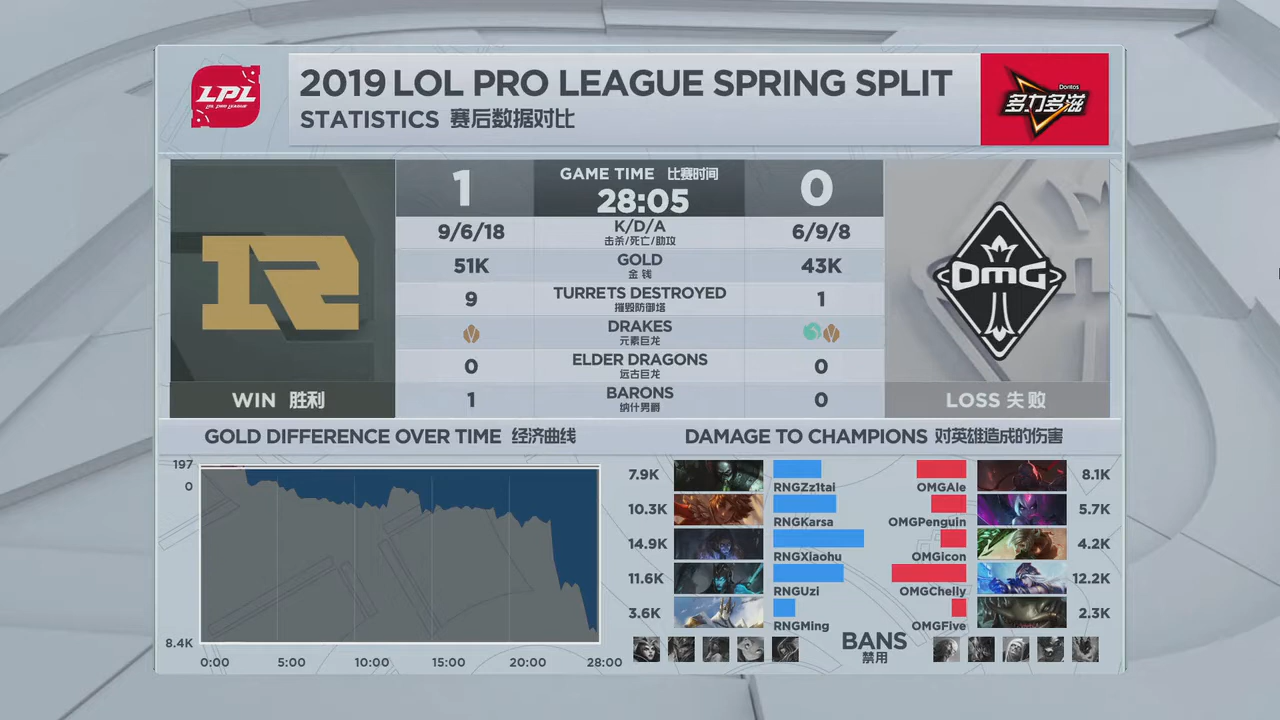 LPL
LOL PRO LEAGUE
2019 LOL PRO LEAGUE SPRING SPLIT
STATISTICS 赛后数据对比
Doritos
多力多滋
1
GAME TIME 比赛时间
28:05
0
9/6/18
K/D/A
击杀/死亡/助攻
6/9/8
51K
GOLD
金钱
43K
9
TURRETS DESTROYED
摧毁防御塔
1
DRAKES
元素巨龙
0
ELDER DRAGONS
远古巨龙
0
1
BARONS
纳什男爵
0
OMG
WIN 胜利
LOSS 失败
GOLD DIFFERENCE OVER TIME 经济曲线
197
0
8.4K
0:00 5:00 10:00 15:00 20:00 28:00
DAMAGE TO CHAMPIONS 对英雄造成的伤害
7.9K RNGZz1tai OMGAle 8.1K
10.3K RNGKarsa OMGPenguin 5.7K
14.9K RNGXiaohu OMGicon 4.2K
11.6K RNGUzi OMGChelly 12.2K
3.6K RNGMing OMGFive 2.3K
BANS
禁用